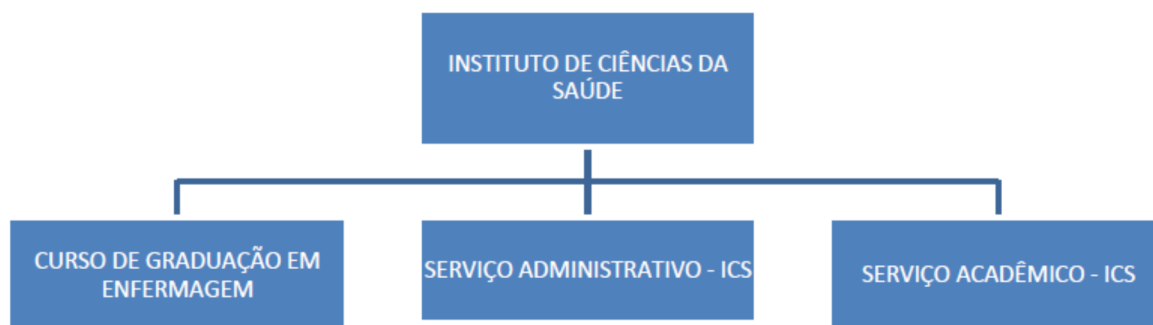 INSTITUTO DE CIÊNCIAS DA
SAÚDE
CURSO DE GRADUAÇÃO EM
ENFERMAGEM
SERVIÇO ADMINISTRATIVO - ICS
SERVIÇO ACADÊMICO - ICS